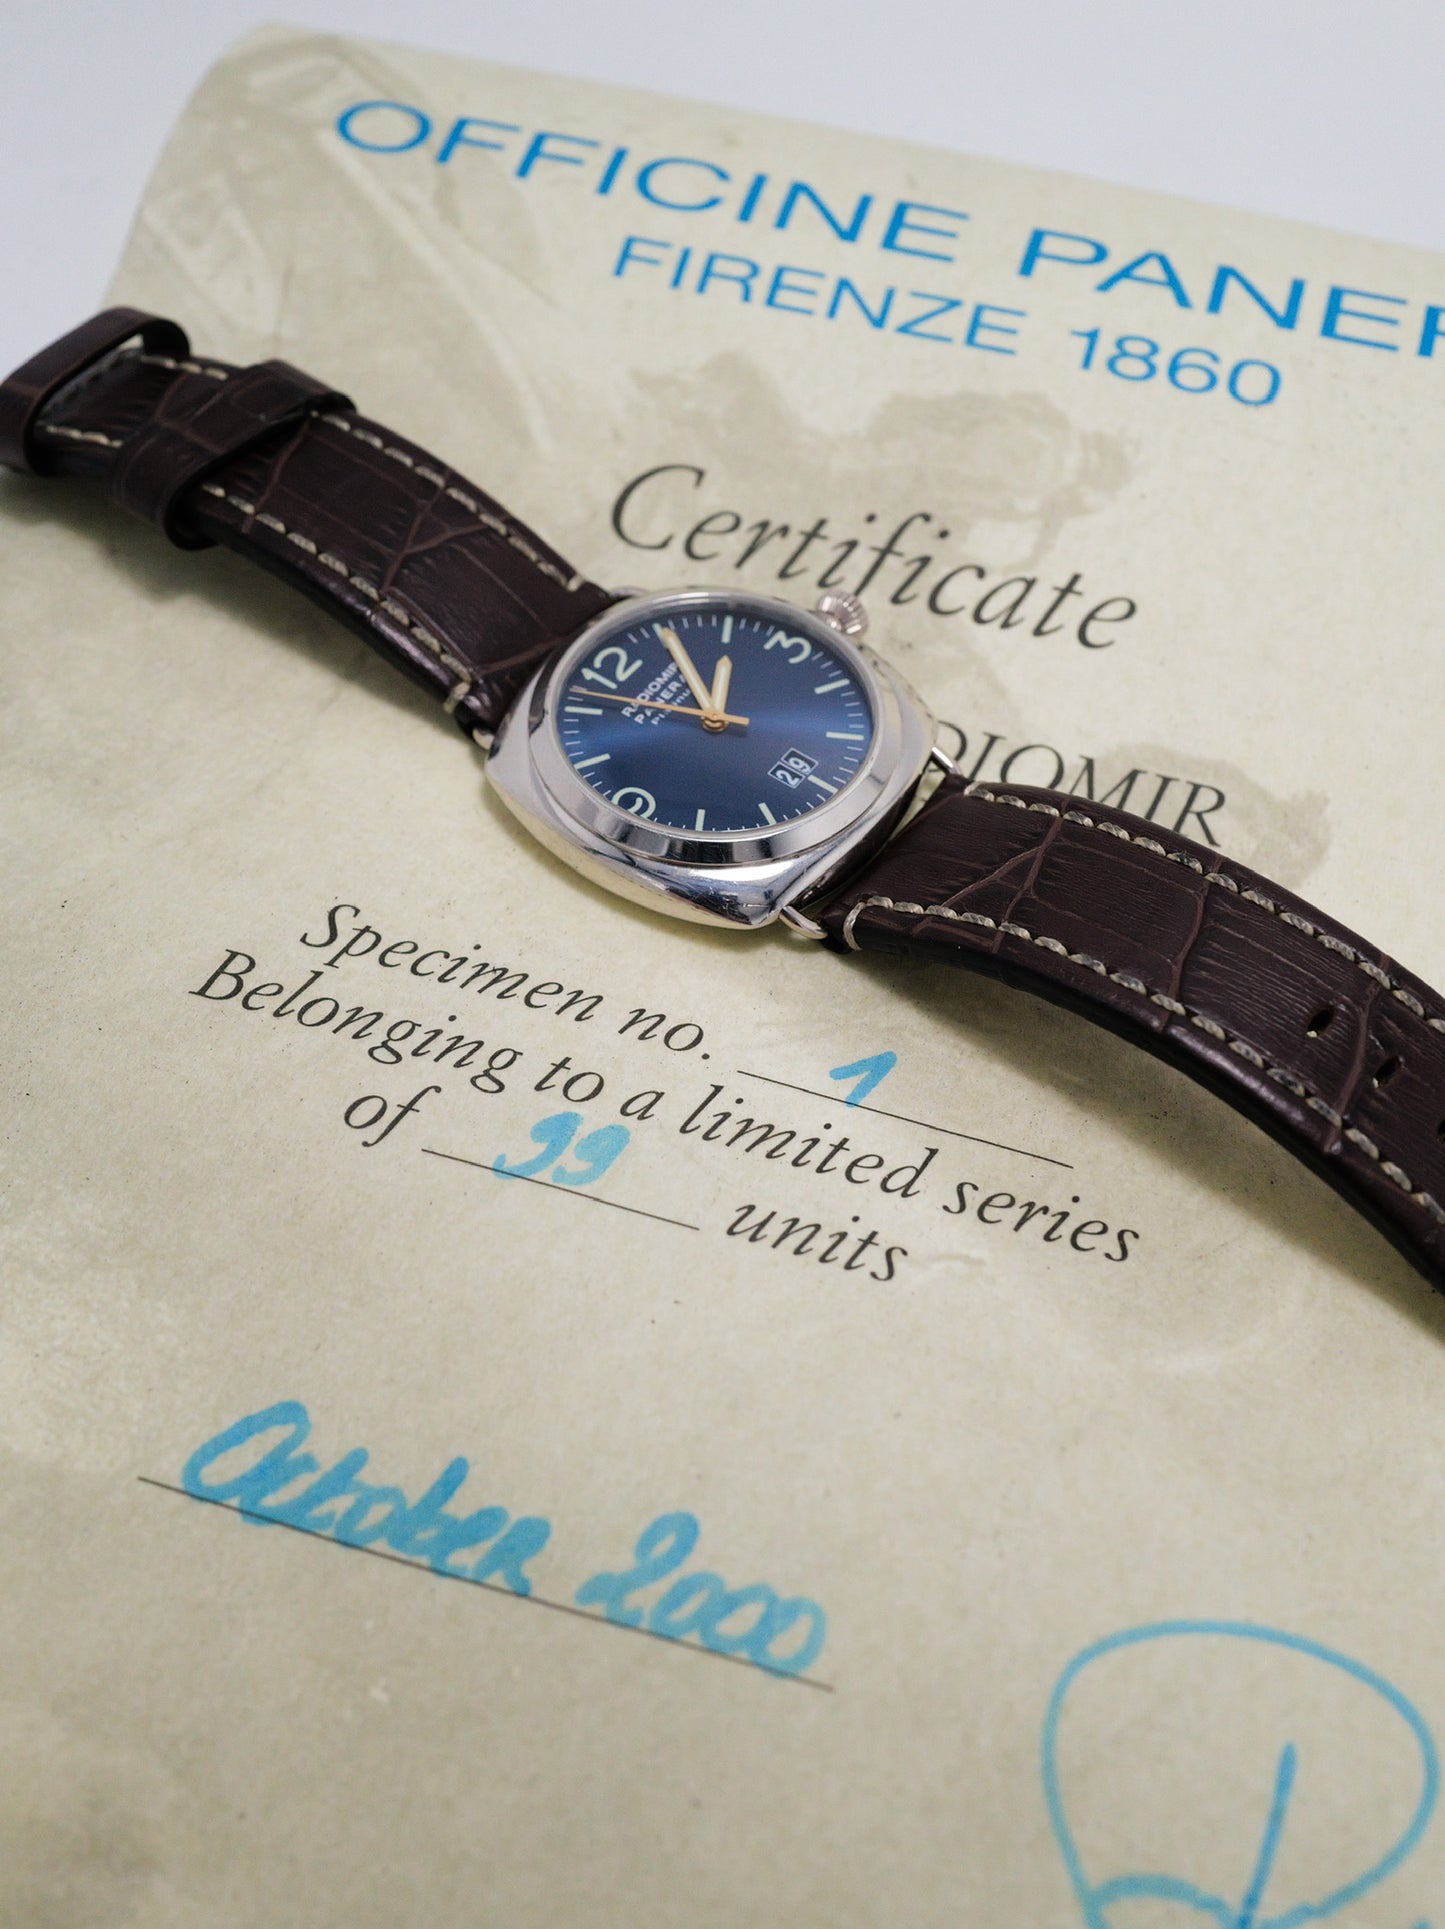 OFFICINE PANER
FIRENZE 1860
Certificate
DIOMIR
12
3
9
RADIOMIR
PANERA
29
Specimen no. 1
Belonging to a limited series
of 99 units
October 2000